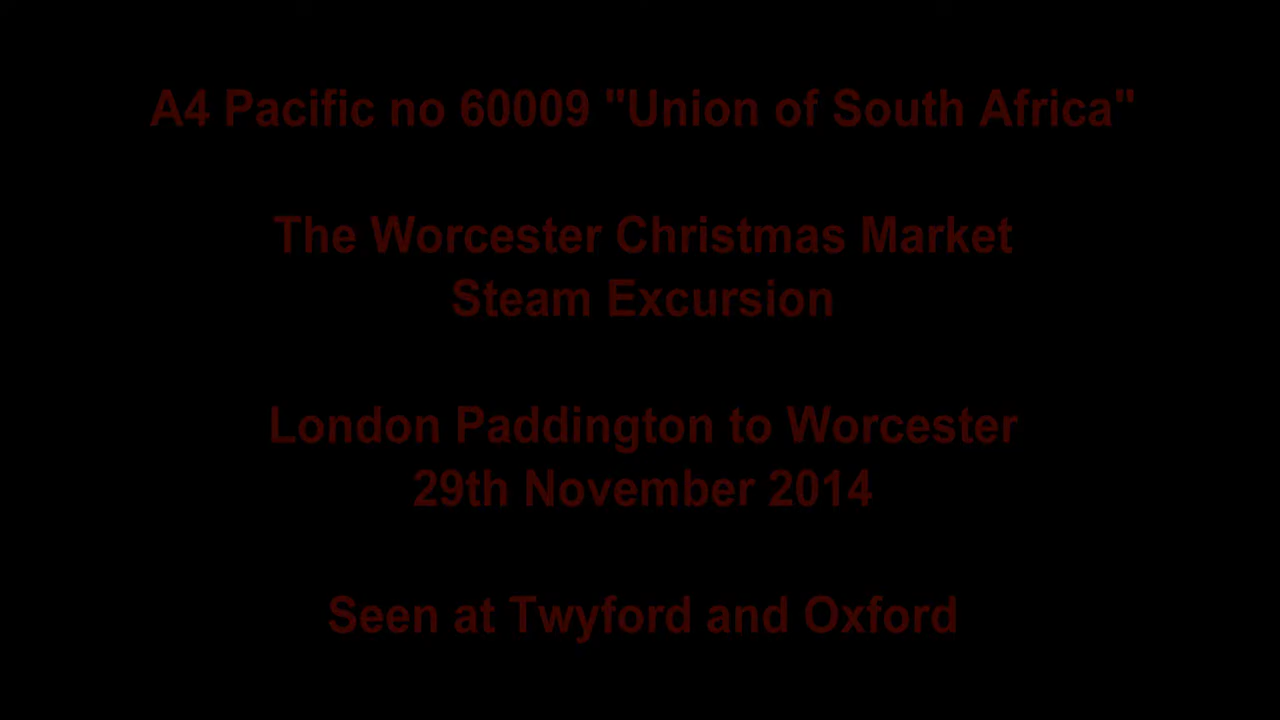 A4 Pacific no 60009 "Union of South Africa"
The Worcester Christmas Market
Steam Excursion
London Paddington to Worcester
29th November 2014
Seen at Twyford and Oxford